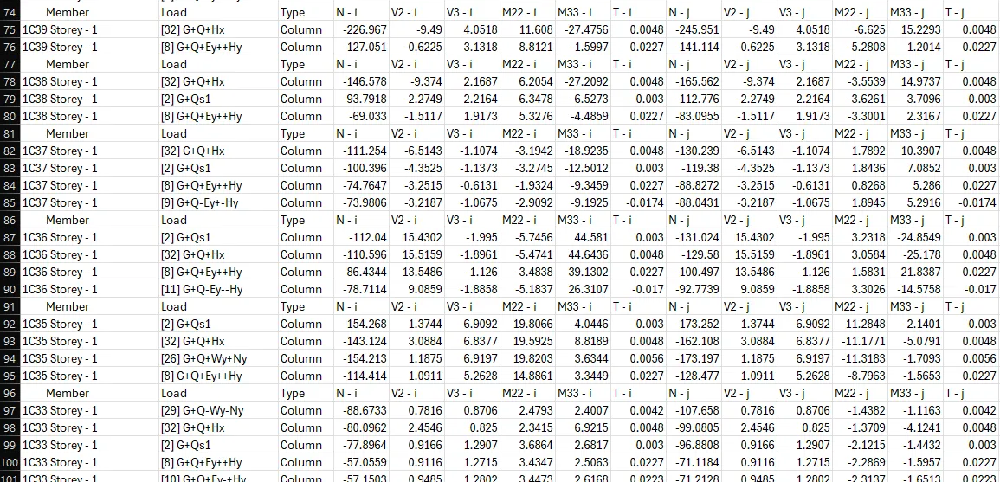 74 Member Load Type N - i V2 - i V3 - i M22 - i M33 - i T - i N - j V2 - j V3 - j M22 - j M33 - j T - j
75 1C39 Storey - 1 [32] G+Q+Hx Column -226.967 -9.49 4.0518 11.608 -27.4756 0.0048 -245.951 -9.49 4.0518 -6.625 15.2293 0.0048
76 1C39 Storey - 1 [8] G+Q+Ey++Hy Column -127.051 -0.6225 3.1318 8.8121 -1.5997 0.0227 -141.114 -0.6225 3.1318 -5.2808 1.2014 0.0227
77 Member Load Type N - i V2 - i V3 - i M22 - i M33 - i T - i N - j V2 - j V3 - j M22 - j M33 - j T - j
78 1C38 Storey - 1 [32] G+Q+Hx Column -146.578 -9.374 2.1687 6.2054 -27.2092 0.0048 -165.562 -9.374 2.1687 -3.5539 14.9737 0.0048
79 1C38 Storey - 1 [2] G+Qs1 Column -93.7918 -2.2749 2.2164 6.3478 -6.5273 0.003 -112.776 -2.2749 2.2164 -3.6261 3.7096 0.003
80 1C38 Storey - 1 [8] G+Q+Ey++Hy Column -69.033 -1.5117 1.9173 5.3276 -4.4859 0.0227 -83.0955 -1.5117 1.9173 -3.3001 2.3167 0.0227
81 Member Load Type N - i V2 - i V3 - i M22 - i M33 - i T - i N - j V2 - j V3 - j M22 - j M33 - j T - j
82 1C37 Storey - 1 [32] G+Q+Hx Column -111.254 -6.5143 -1.1074 -3.1942 -18.9235 0.0048 -130.239 -6.5143 -1.1074 1.7892 10.3907 0.0048
83 1C37 Storey - 1 [2] G+Qs1 Column -100.396 -4.3525 -1.1373 -3.2745 -12.5012 0.003 -119.38 -4.3525 -1.1373 1.8436 7.0852 0.003
84 1C37 Storey - 1 [8] G+Q+Ey++Hy Column -74.7647 -3.2515 -0.6131 -1.9324 -9.3459 0.0227 -88.8272 -3.2515 -0.6131 0.8268 5.286 0.0227
85 1C37 Storey - 1 [9] G+Q-Ey+-Hy Column -73.9806 -3.2187 -1.0675 -2.9092 -9.1925 -0.0174 -88.0431 -3.2187 -1.0675 1.8945 5.2916 -0.0174
86 Member Load Type N - i V2 - i V3 - i M22 - i M33 - i T - i N - j V2 - j V3 - j M22 - j M33 - j T - j
87 1C36 Storey - 1 [2] G+Qs1 Column -112.04 15.4302 -1.995 -5.7456 44.581 0.003 -131.024 15.4302 -1.995 3.2318 -24.8549 0.003
88 1C36 Storey - 1 [32] G+Q+Hx Column -110.596 15.5159 -1.8961 -5.4741 44.6436 0.0048 -129.58 15.5159 -1.8961 3.0584 -25.178 0.0048
89 1C36 Storey - 1 [8] G+Q+Ey++Hy Column -86.4344 13.5486 -1.126 -3.4838 39.1302 0.0227 -100.497 13.5486 -1.126 1.5831 -21.8387 0.0227
90 1C36 Storey - 1 [11] G+Q-Ey--Hy Column -78.7114 9.0859 -1.8858 -5.1837 26.3107 -0.017 -92.7739 9.0859 -1.8858 3.3026 -14.5758 -0.017
91 Member Load Type N - i V2 - i V3 - i M22 - i M33 - i T - i N - j V2 - j V3 - j M22 - j M33 - j T - j
92 1C35 Storey - 1 [2] G+Qs1 Column -154.268 1.3744 6.9092 19.8066 4.0446 0.003 -173.252 1.3744 6.9092 -11.2848 -2.1401 0.003
93 1C35 Storey - 1 [32] G+Q+Hx Column -143.124 3.0884 6.8377 19.5925 8.8189 0.0048 -162.108 3.0884 6.8377 -11.1771 -5.0791 0.0048
94 1C35 Storey - 1 [26] G+Q+Wy+Ny Column -154.213 1.1875 6.9197 19.8203 3.6344 0.0056 -173.197 1.1875 6.9197 -11.3183 -1.7093 0.0056
95 1C35 Storey - 1 [8] G+Q+Ey++Hy Column -114.414 1.0911 5.2628 14.8861 3.3449 0.0227 -128.477 1.0911 5.2628 -8.7963 -1.5653 0.0227
96 Member Load Type N - i V2 - i V3 - i M22 - i M33 - i T - i N - j V2 - j V3 - j M22 - j M33 - j T - j
97 1C33 Storey - 1 [29] G+Q-Wy-Ny Column -88.6733 0.7816 0.8706 2.4793 2.4007 0.0042 -107.658 0.7816 0.8706 -1.4382 -1.1163 0.0042
98 1C33 Storey - 1 [32] G+Q+Hx Column -80.0962 2.4546 0.825 2.3415 6.9215 0.0048 -99.0805 2.4546 0.825 -1.3709 -4.1241 0.0048
99 1C33 Storey - 1 [2] G+Qs1 Column -77.8964 0.9166 1.2907 3.6864 2.6817 0.003 -96.8808 0.9166 1.2907 -2.1215 -1.4432 0.003
100 1C33 Storey - 1 [8] G+Q+Ey++Hy Column -57.0559 0.9116 1.2715 3.4347 2.5063 0.0227 -71.1184 0.9116 1.2715 -2.2869 -1.5957 0.0227
101 1C33 Storey - 1 [10] G+Q+Ey-+Hy Column -57.1503 0.9485 1.2802 3.4473 2.6168 0.0223 -71.2128 0.9485 1.2802 -2.3137 -1.6513 0.0223